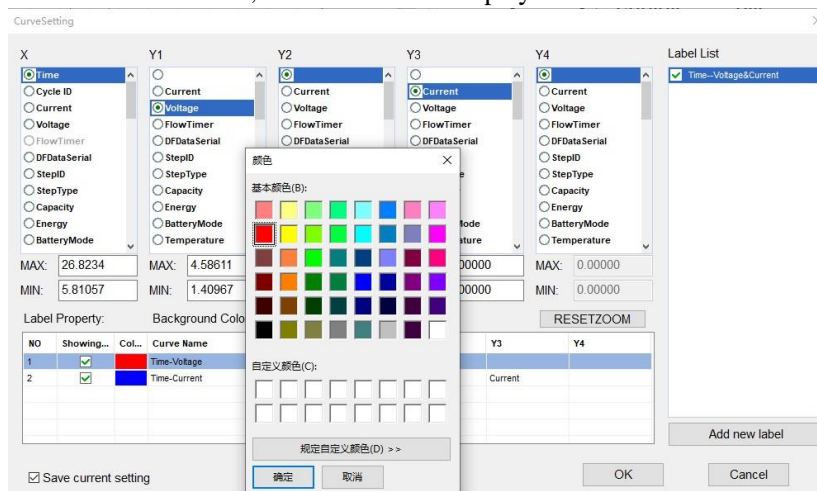 CurveSetting
X
Time
Cycle ID
Current
Voltage
FlowTimer
DFDataSerial
StepID
StepType
Capacity
Energy
BatteryMode
MAX: 26.8234
MIN: 5.81057
Y1
Current
Voltage
FlowTimer
DFDataSerial
StepID
StepType
Capacity
Energy
BatteryMode
Temperature
MAX: 4.58611
MIN: 1.40967
Y2
Current
Voltage
FlowTimer
DFDataSerial
Y3
Current
Voltage
FlowTimer
DFDataSerial
Y4
Current
Voltage
FlowTimer
DFDataSerial
StepID
StepType
Capacity
Energy
BatteryMode
Temperature
MAX: 0.00000
MIN: 0.00000
Label List
Time--Voltage&Current
Label Property:
RESETZOOM
NO Showing... Col... Curve Name Y3 Y4
1 Time-Voltage
2 Time-Current Current
Add new label
Save current setting
OK
Cancel
颜色
基本颜色(B):
自定义颜色(C):
规定自定义颜色(D) >>
确定
取消